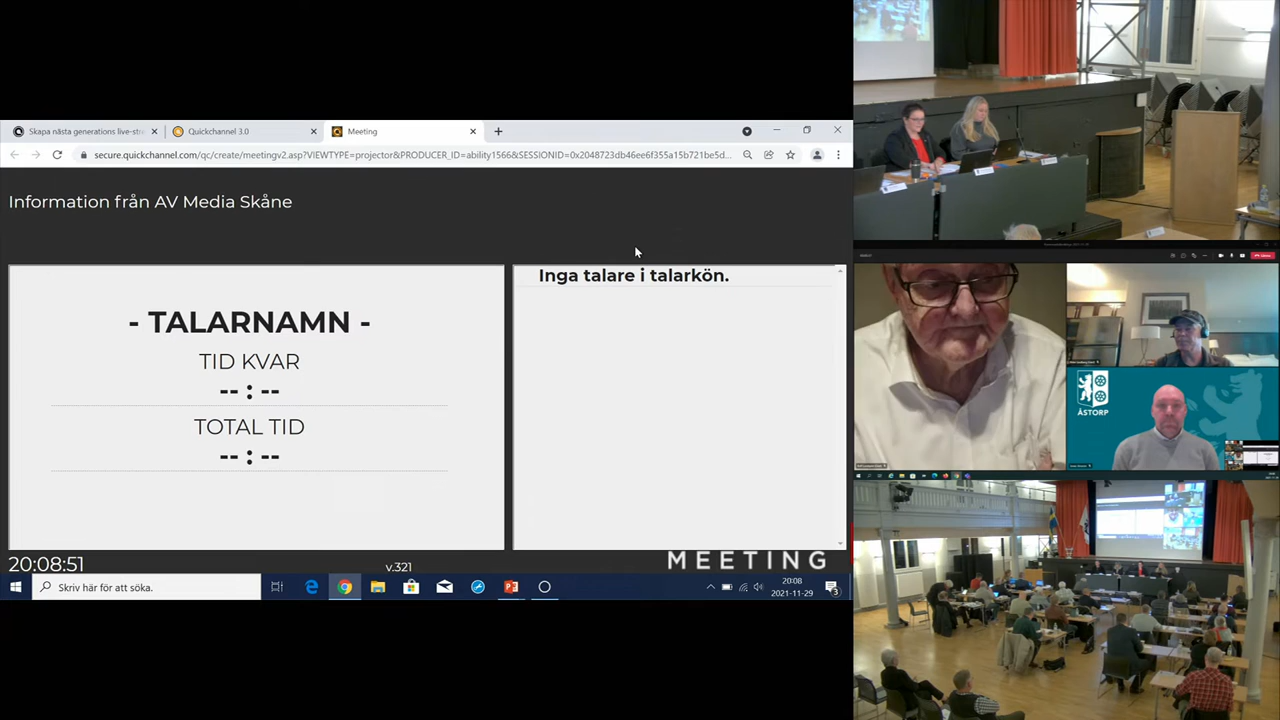 Skapa nästa generations live-stre
Quickchannel 3.0
Meeting
secure.quickchannel.com/qc/create/meetingv2.asp?VIEWTYPE=projector&PRODUCER_ID=ability1566&SESSIONID=0x2048723db46ee6f355a15b721be5d...
Information från AV Media Skåne
- TALARNAMN -
TID KVAR
-- : --
TOTAL TID
-- : --
Inga talare i talarkön.
20:08:51
v.321
MEETING
Skriv här för att söka.
20:08
2021-11-29
3
ÅSTORP